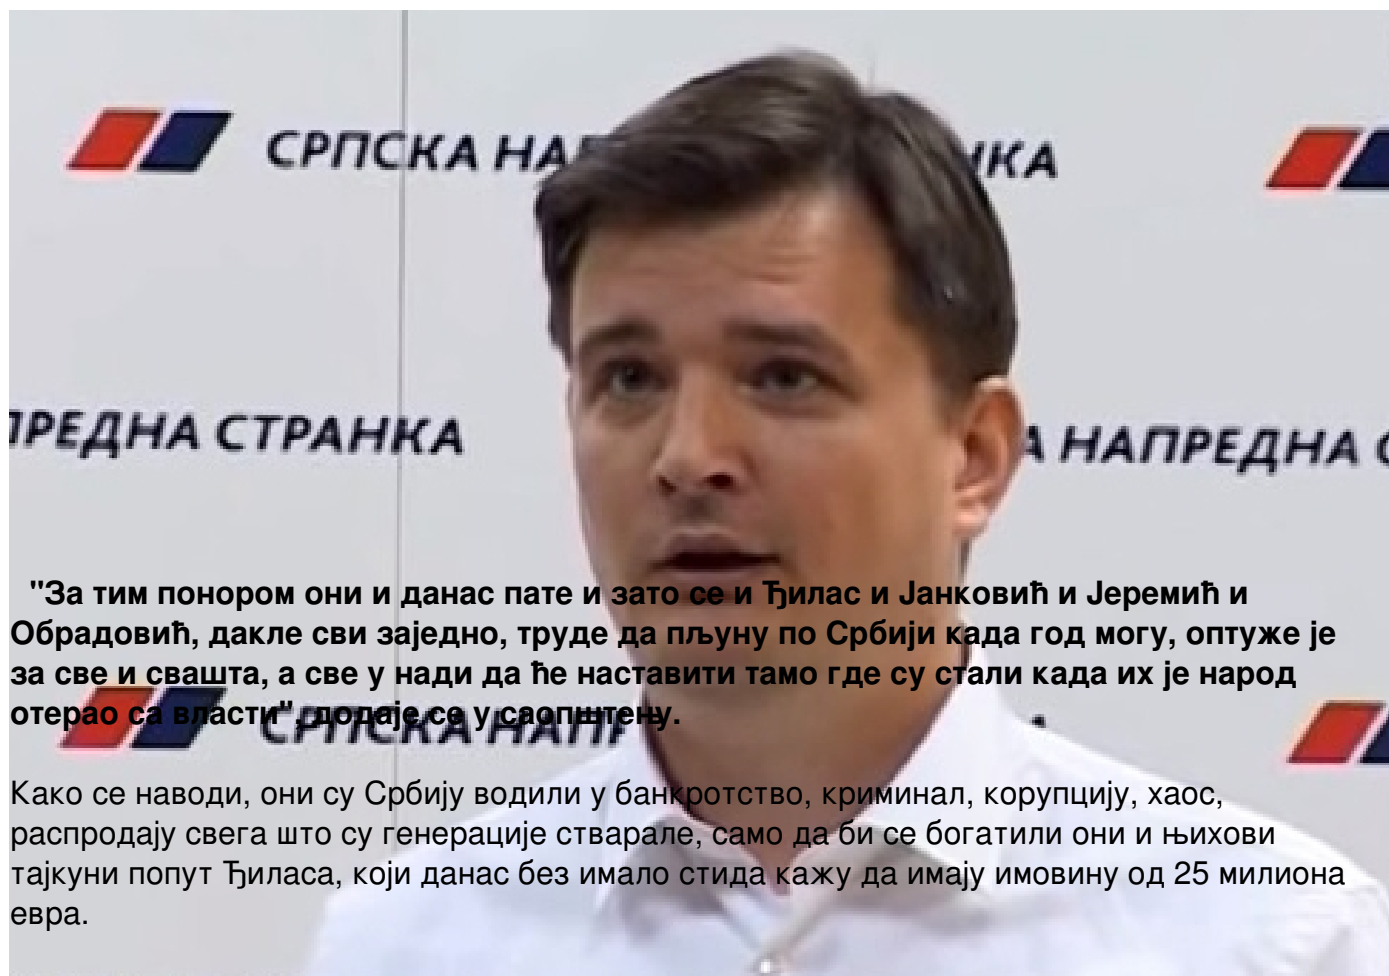 СРПСКА НА
КА
ПРЕДНА СТРАНКА
А НАПРЕДНА
"За тим понором они и данас пате и зато се и Ђилас и Јанковић и Јеремић и
Обрадовић, дакле сви заједно, труде да пљуну по Србији када год могу, оптуже је
за све и свашта, а све у нади да ће наставити тамо где су стали када их је народ
отерао са власти", додаје се у саопштењу.
СРПСКА НАПР
Како се наводи, они су Србију водили у банкротство, криминал, корупцију, хаос,
распродају свега што су генерације стварале, само да би се богатили они и њихови
тајкуни попут Ђиласа, који данас без имало стида кажу да имају имовину од 25 милиона
евра.